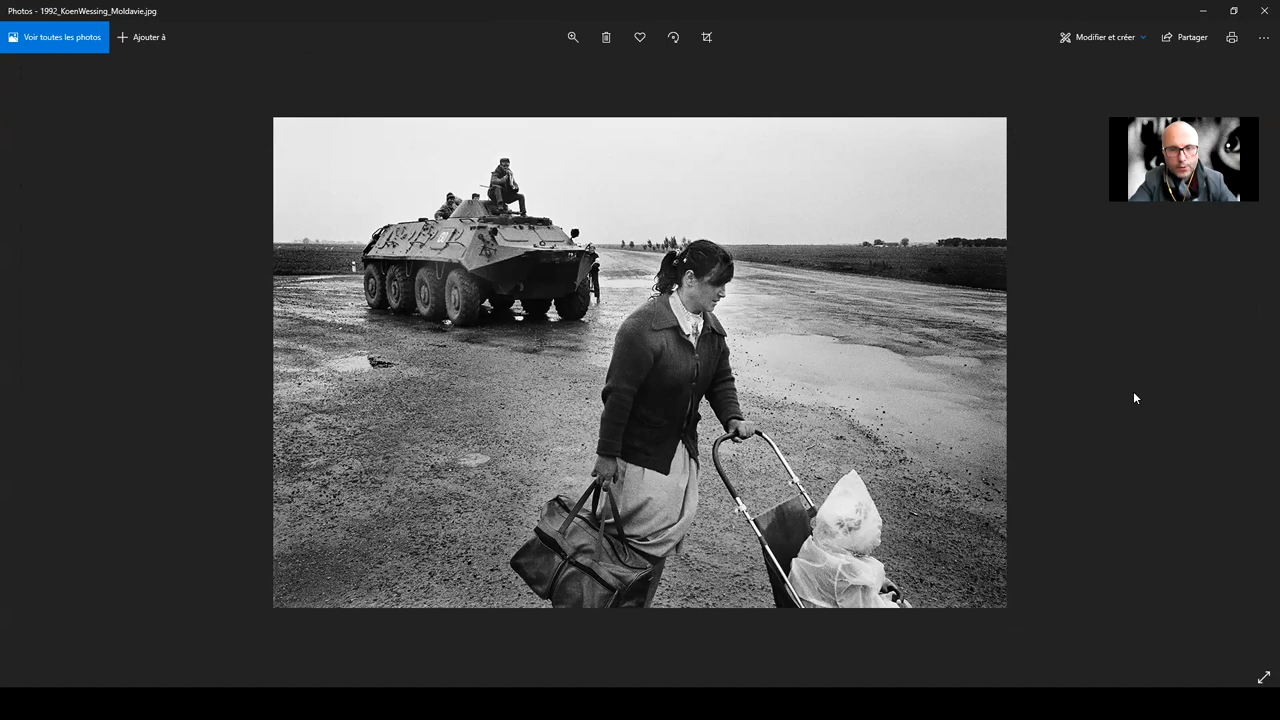 Photos - 1992_KoenWessing_Moldavie.jpg
Voir toutes les photos
Ajouter à
Modifier et créer
Partager